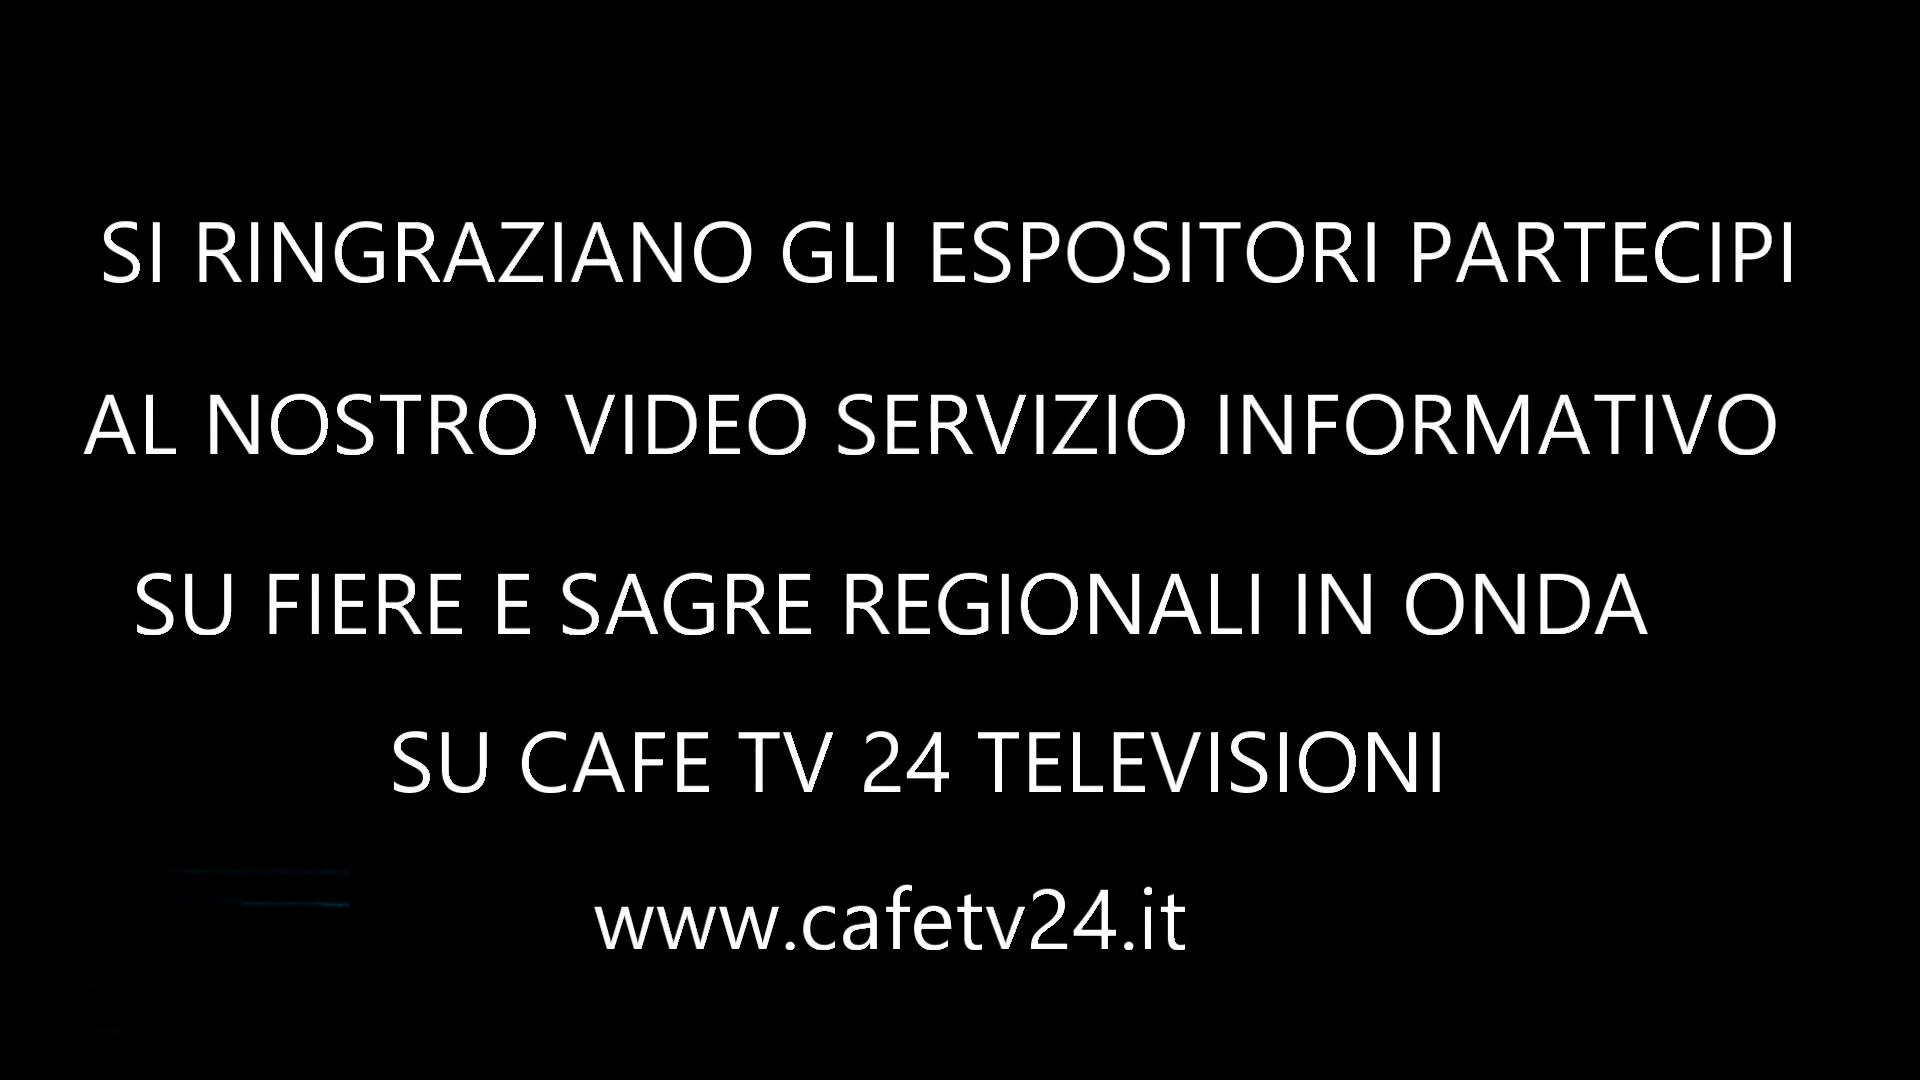 SI RINGRAZIANO GLI ESPOSITORI PARTECIPI
AL NOSTRO VIDEO SERVIZIO INFORMATIVO
SU FIERE E SAGRE REGIONALI IN ONDA
SU CAFE TV 24 TELEVISIONI
www.cafetv24.it